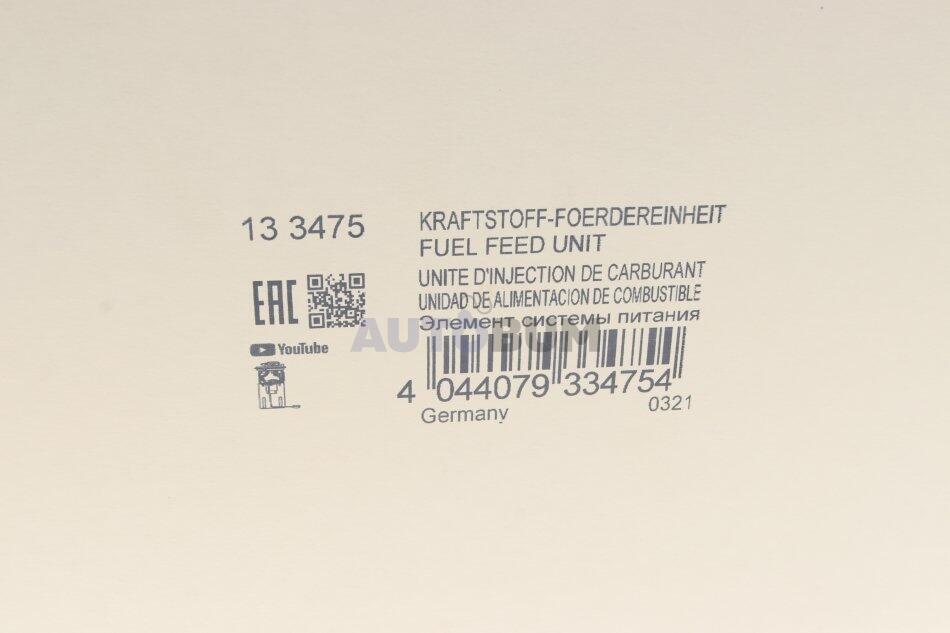 13 3475
KRAFTSTOFF-FOERDEREINHEIT
FUEL FEED UNIT
UNITE D'INJECTION DE CARBURANT
UNIDAD DE ALIMENTACION DE COMBUSTIBLE
Элемент системы питания
EAC
YouTube
AUTOBUM
4 044079 334754
Germany
0321